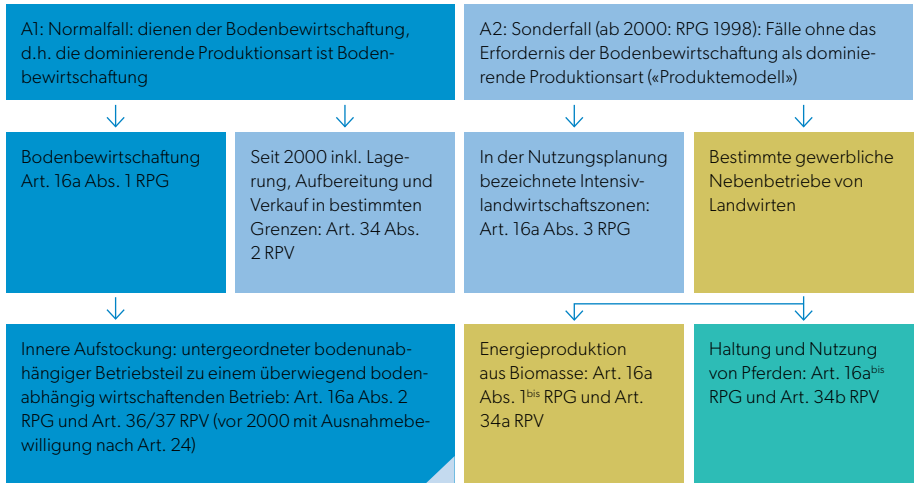 A1: Normalfall: dienen der Bodenbewirtschaftung,
d.h. die dominierende Produktionsart ist Boden-
bewirtschaftung
A2: Sonderfall (ab 2000: RPG 1998): Fälle ohne das
Erfordernis der Bodenbewirtschaftung als dominie-
rende Produktionsart («Produktemodell»)
Bodenbewirtschaftung
Art. 16a Abs. 1 RPG
Seit 2000 inkl. Lage-
rung, Aufbereitung und
Verkauf in bestimmten
Grenzen: Art. 34 Abs.
2 RPV
In der Nutzungsplanung
bezeichnete Intensiv-
landwirtschaftszonen:
Art. 16a Abs. 3 RPG
Bestimmte gewerbliche
Nebenbetriebe von
Landwirten
Innere Aufstockung: untergeordneter bodenunab-
hängiger Betriebsteil zu einem überwiegend boden-
abhängig wirtschaftenden Betrieb: Art. 16a Abs. 2
RPG und Art. 36/37 RPV (vor 2000 mit Ausnahmebe-
willigung nach Art. 24)
Energieproduktion
aus Biomasse: Art. 16a
Abs. 1bis RPG und Art.
34a RPV
Haltung und Nutzung
von Pferden: Art. 16abis
RPG und Art. 34b RPV